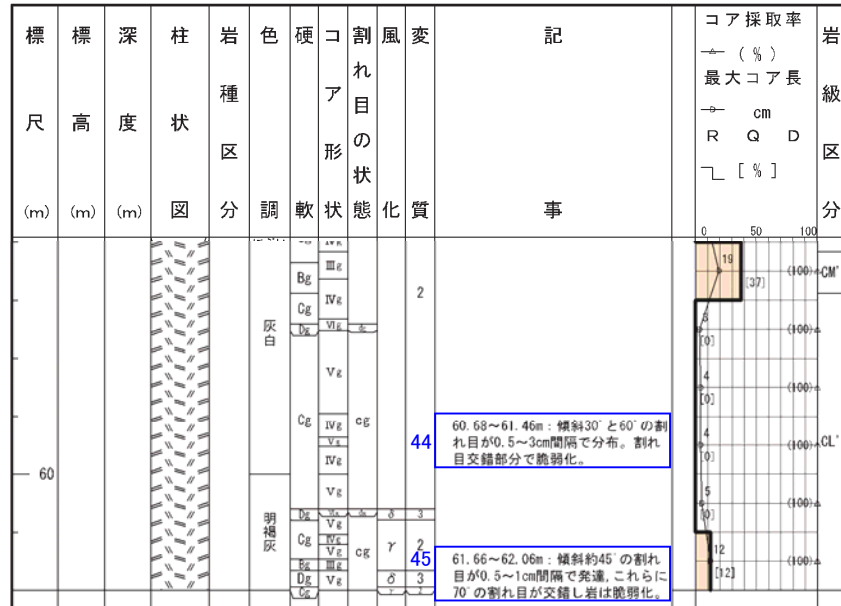 標尺(m)
標高(m)
深度(m)
柱状図
岩種区分
色調
硬軟
コア形状
割れ目の状態
風化
変質
記事
コア採取率
(%)
最大コア長
cm
R Q D
[%]
岩級区分
0 50 100
Ⅲg
Bg
Ⅳg
Cg
2
Dg
Ⅵg
灰白
Ⅴg
Cg
cg
Ⅳg
Ⅴg
Ⅳg
60
Ⅴg
明褐灰
Dg
δ
3
Ⅴg
Cg
Ⅳg
Ⅴg
cg
γ
2
Bg
Ⅲg
Dg
Ⅴg
δ
3
Cg
44
60.68~61.46m:傾斜30°と60°の割
れ目が0.5~3cm間隔で分布。割れ
目交錯部分で脆弱化。
45
61.66~62.06m:傾斜約45°の割れ
目が0.5~1cm間隔で発達,これらに
70°の割れ目が交錯し岩は脆弱化。
19
[37]
(100)
CM'
3
[0]
(100)
4
[0]
(100)
4
[0]
(100)
CL'
5
[0]
(100)
12
[12]
(100)